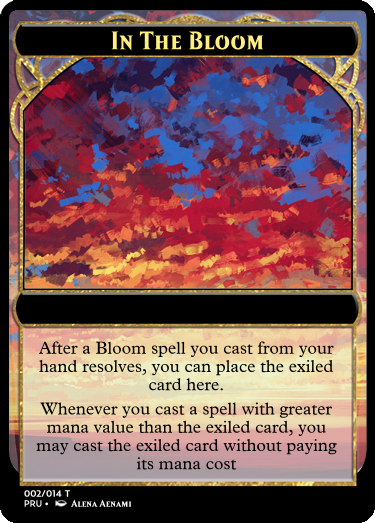 In The Bloom
After a Bloom spell you cast from your
hand resolves, you can place the exiled
card here.
Whenever you cast a spell with greater
mana value than the exiled card, you
may cast the exiled card without paying
its mana cost
002/014 T
PRU • Alena Aenami